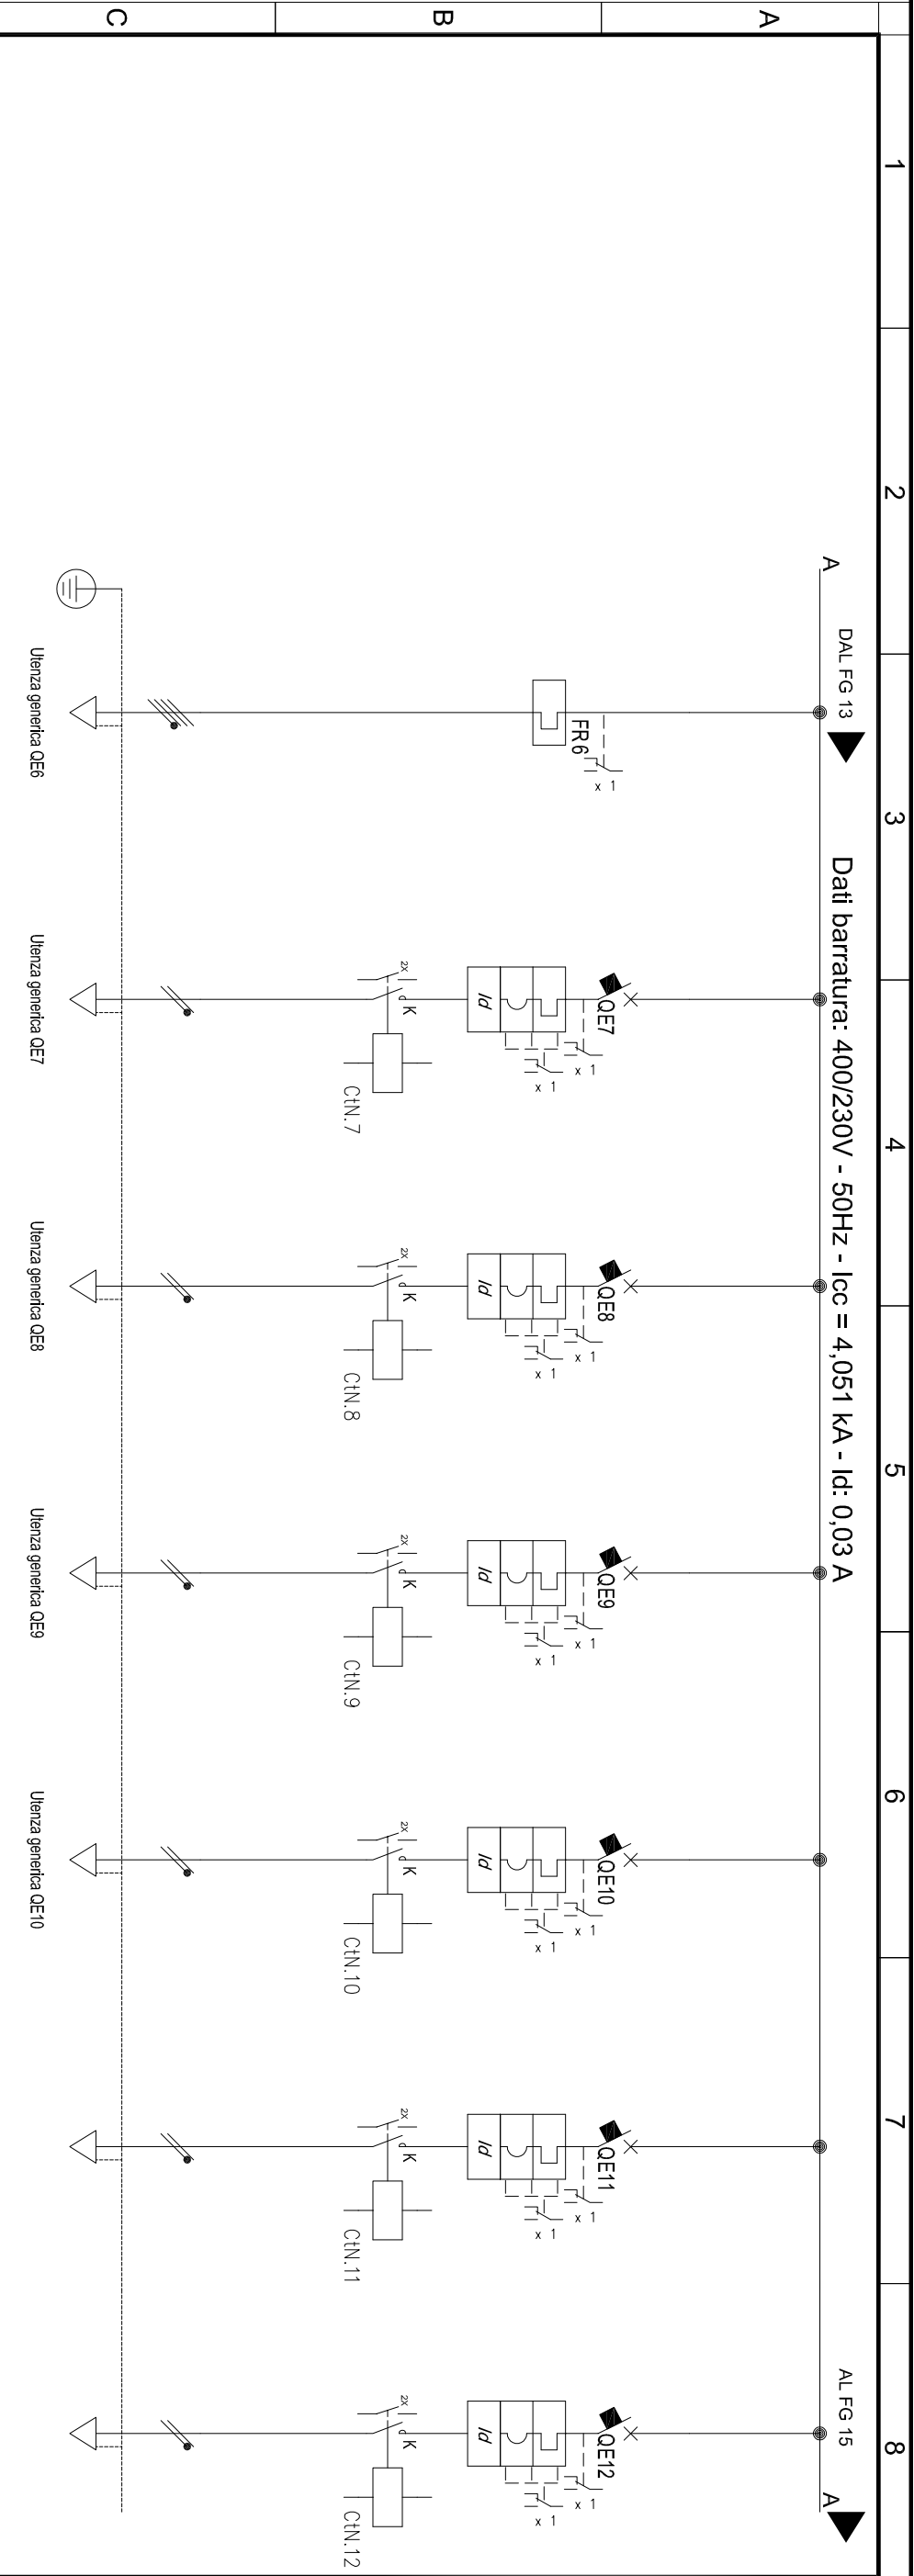 1 2 3 4 5 6 7 8
A
B
C
DAL FG 13
AL FG 15
A
A
Dati barratura: 400/230V - 50Hz - Icc = 4,051 kA - Id: 0,03 A
FR6
x 1
QE7
x 1
x 1
Id
2X
K
CtN.7
QE8
x 1
x 1
Id
2X
K
CtN.8
QE9
x 1
x 1
Id
2X
K
CtN.9
QE10
x 1
x 1
Id
2X
K
CtN.10
QE11
x 1
x 1
Id
2X
K
CtN.11
QE12
x 1
x 1
Id
2X
K
CtN.12
Utenza generica QE6
Utenza generica QE7
Utenza generica QE8
Utenza generica QE9
Utenza generica QE10